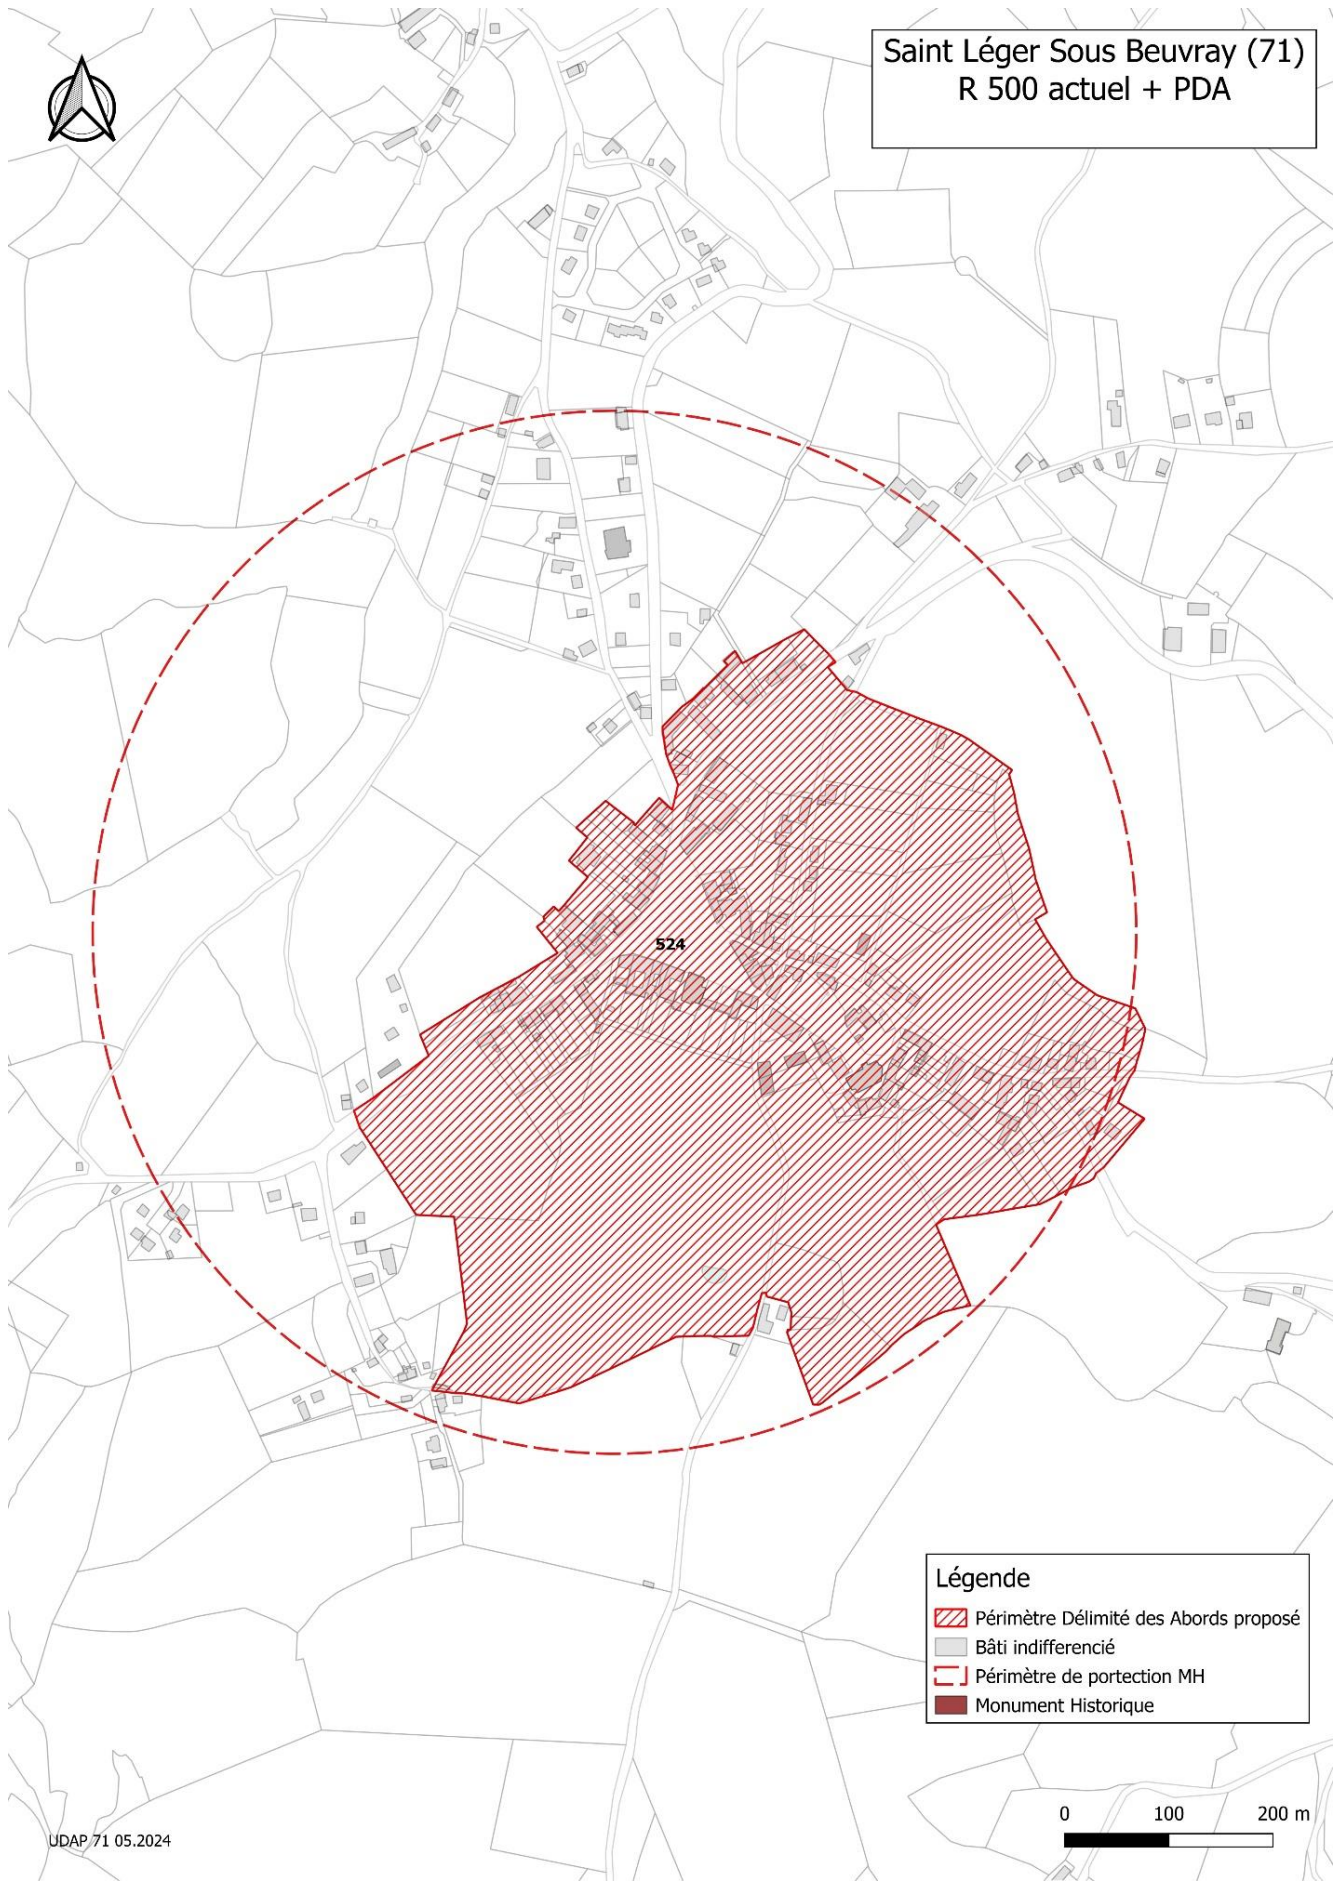 Saint Léger Sous Beuvray (71)
R 500 actuel + PDA
524
Légende
Périmètre Délimité des Abords proposé
Bâti indifferencié
Périmètre de portection MH
Monument Historique
0 100 200 m
UDAP 71 05.2024